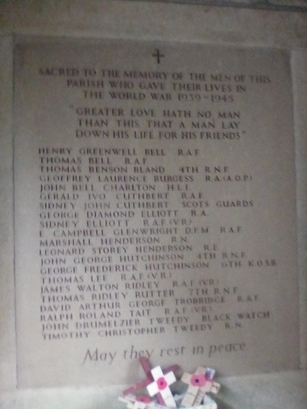 SACRED TO THE MEMORY OF THE MEN OF THIS
PARISH WHO GAVE THEIR LIVES IN
THE WORLD WAR 1939-1945
"GREATER LOVE HATH NO MAN
THAN THIS, THAT A MAN LAY
DOWN HIS LIFE FOR HIS FRIENDS"
HENRY GREENWELL BELL R.A.F
THOMAS BELL R.A.F
THOMAS BENSON BLAND 4TH R.N.F
GEOFFREY LAURENCE BURGESS R.A.(A.O.P)
JOHN BELL CHARLTON H.L.I.
GERALD IVO CUTHBERT R.A.F
SIDNEY JOHN CUTHBERT SCOTS GUARDS
GEORGE DIAMOND ELLIOTT R.A.
SIDNEY ELLIOTT R.A.F.(V.R)
E CAMPBELL GLENWRIGHT D.F.M R.A.F
MARSHALL HENDERSON R.N.
LEONARD STOREY HENDERSON R.E
JOHN GEORGE HUTCHINSON 4TH R.N.F
GEORGE FREDERICK HUTCHINSON 6TH K.O.S.B
THOMAS LEE R.A.F (V.R)
JAMES WALTON RIDLEY R.A.F (V.R)
THOMAS RIDLEY RUTTER 7TH R.N.F
DAVID ARTHUR GEORGE TROBRIDGE R.A.F
RALPH ROLAND TAIT R.A.F (V.R)
JOHN DRUMELZIER TWEEDY BLACK WATCH
TIMOTHY CHRISTOPHER TWEEDY R.N.
May they rest in peace